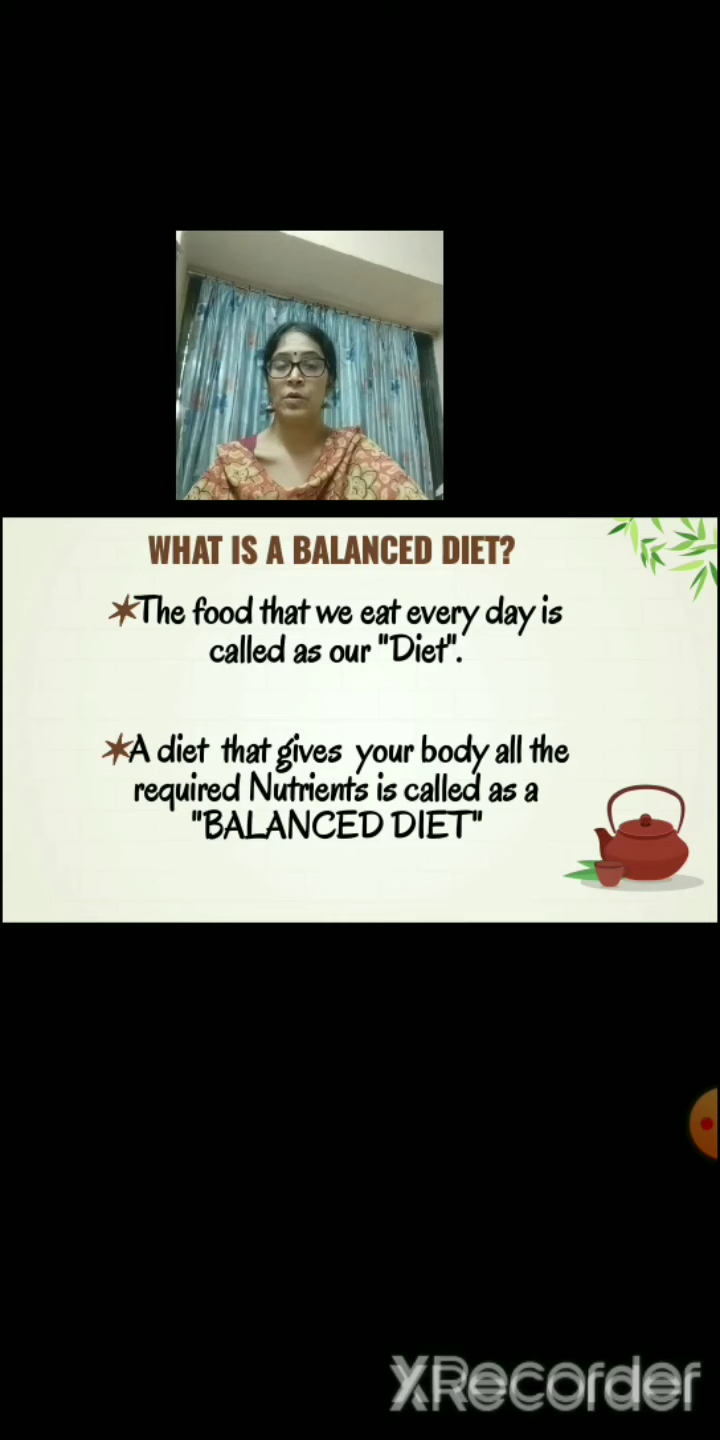 WHAT IS A BALANCED DIET?
✶The food that we eat every day is
called as our "Diet".
✶A diet that gives your body all the
required Nutrients is called as a
"BALANCED DIET"
XRecorder